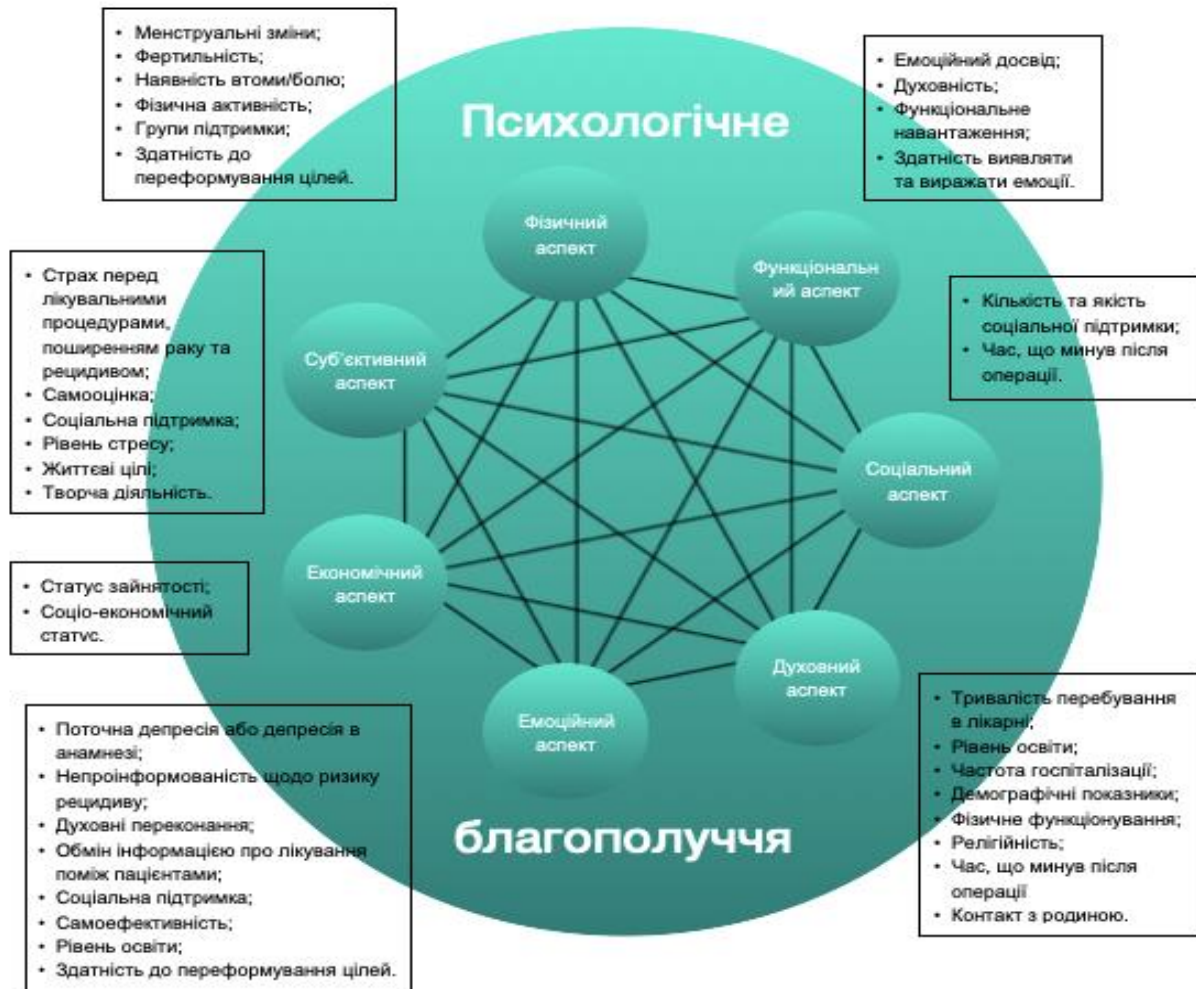 • Менструальні зміни;
• Фертильність;
• Наявність втоми/болю;
• Фізична активність;
• Групи підтримки;
• Здатність до
переформування цілей.
• Емоційний досвід;
• Духовність;
• Функціональне
навантаження;
• Здатність виявляти
та виражати емоції.
Психологічне
Фізичний
аспект
Функціональн
ий аспект
• Страх перед
лікувальними
процедурами,
поширенням раку та
рецидивом;
• Самооцінка;
• Соціальна підтримка;
• Рівень стресу;
• Життєві цілі;
• Творча діяльність.
Суб'єктивний
аспект
• Кількість та якість
соціальної підтримки;
• Час, що минув після
операції.
Соціальний
аспект
• Статус зайнятості;
• Соціо-економічний
статус.
Економічний
аспект
Духовний
аспект
Емоційний
аспект
• Поточна депресія або депресія в
анамнезі;
• Непроінформованість щодо ризику
рецидиву;
• Духовні переконання;
• Обмін інформацією про лікування
поміж пацієнтами;
• Соціальна підтримка;
• Самоефективність;
• Рівень освіти;
• Здатність до переформування цілей.
• Тривалість перебування
в лікарні;
• Рівень освіти;
• Частота госпіталізації;
• Демографічні показники;
• Фізичне функціонування;
• Релігійність;
• Час, що минув після
операції
• Контакт з родиною.
благополуччя